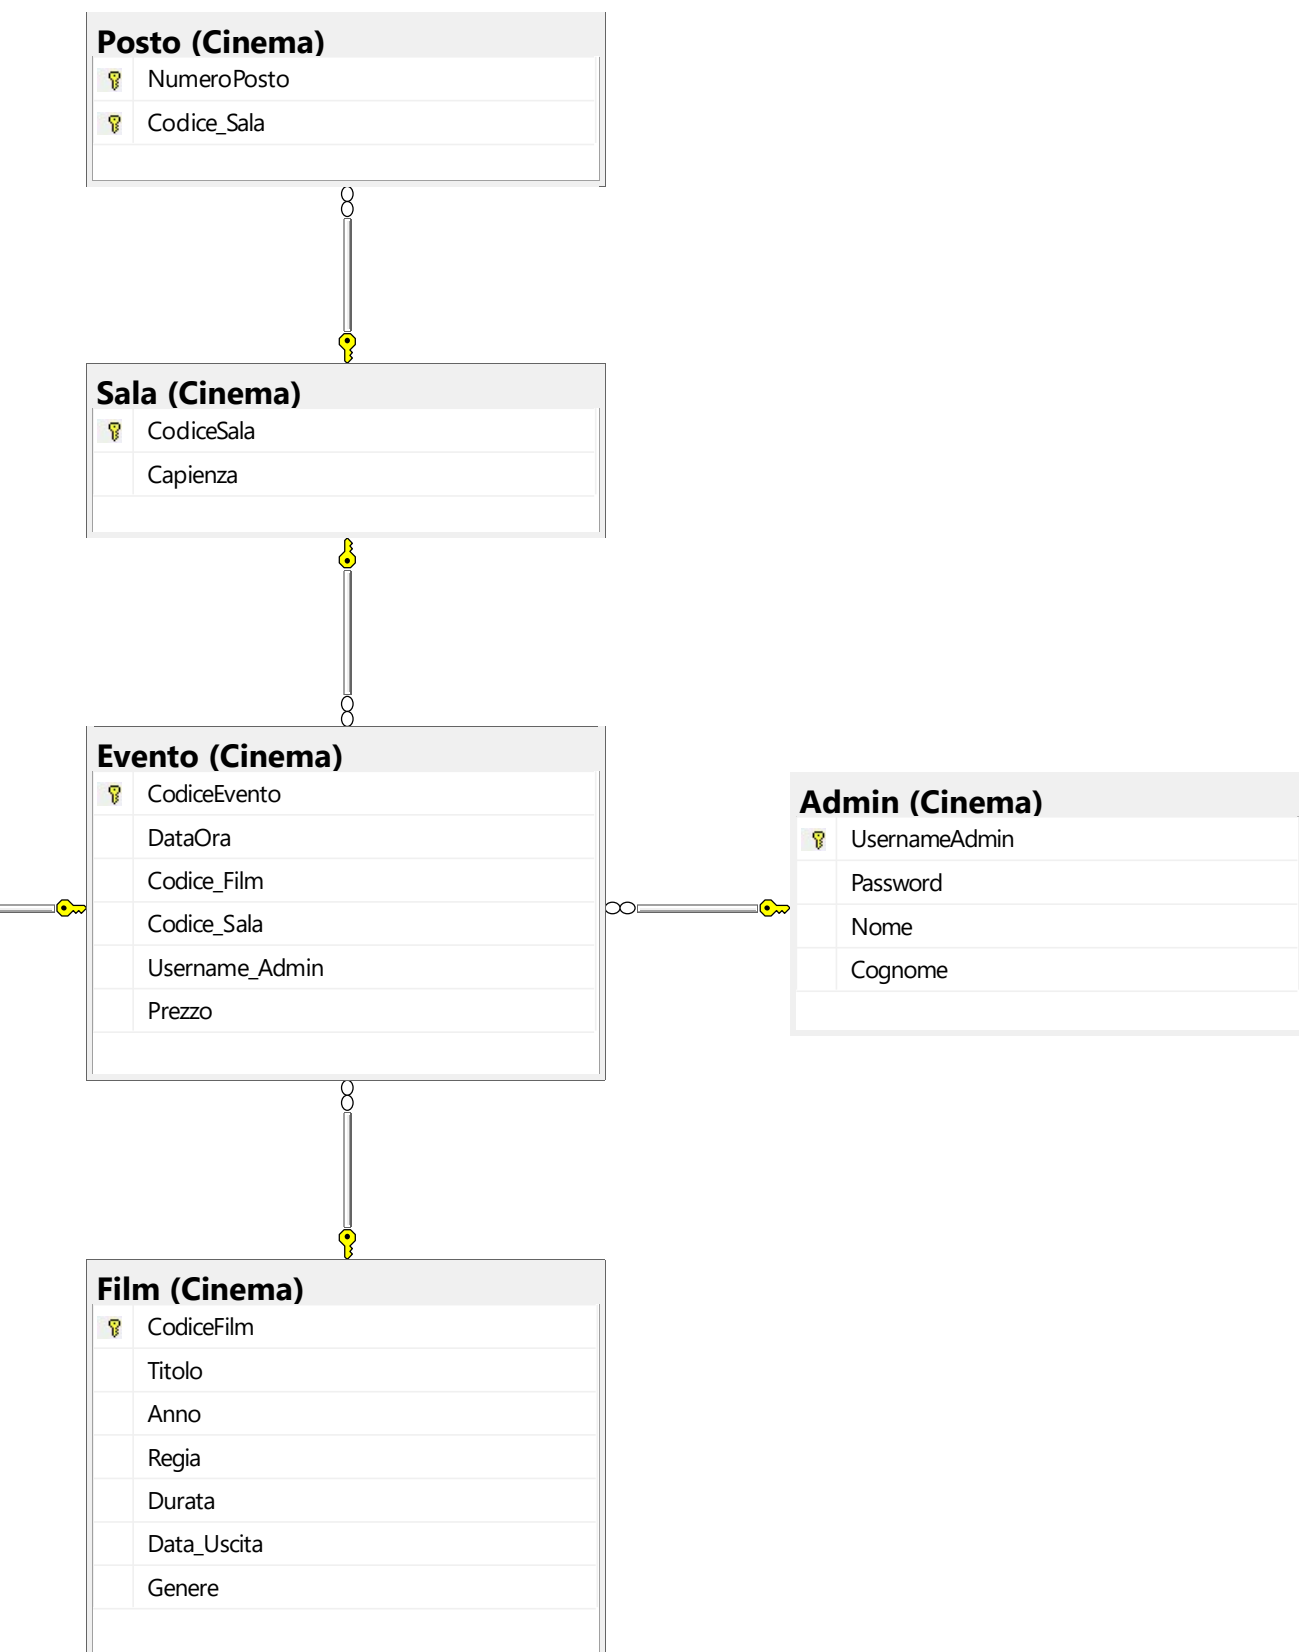 Posto (Cinema)
NumeroPosto
Codice_Sala
Sala (Cinema)
CodiceSala
Capienza
Evento (Cinema)
CodiceEvento
DataOra
Codice_Film
Codice_Sala
Username_Admin
Prezzo
Admin (Cinema)
UsernameAdmin
Password
Nome
Cognome
Film (Cinema)
CodiceFilm
Titolo
Anno
Regia
Durata
Data_Uscita
Genere